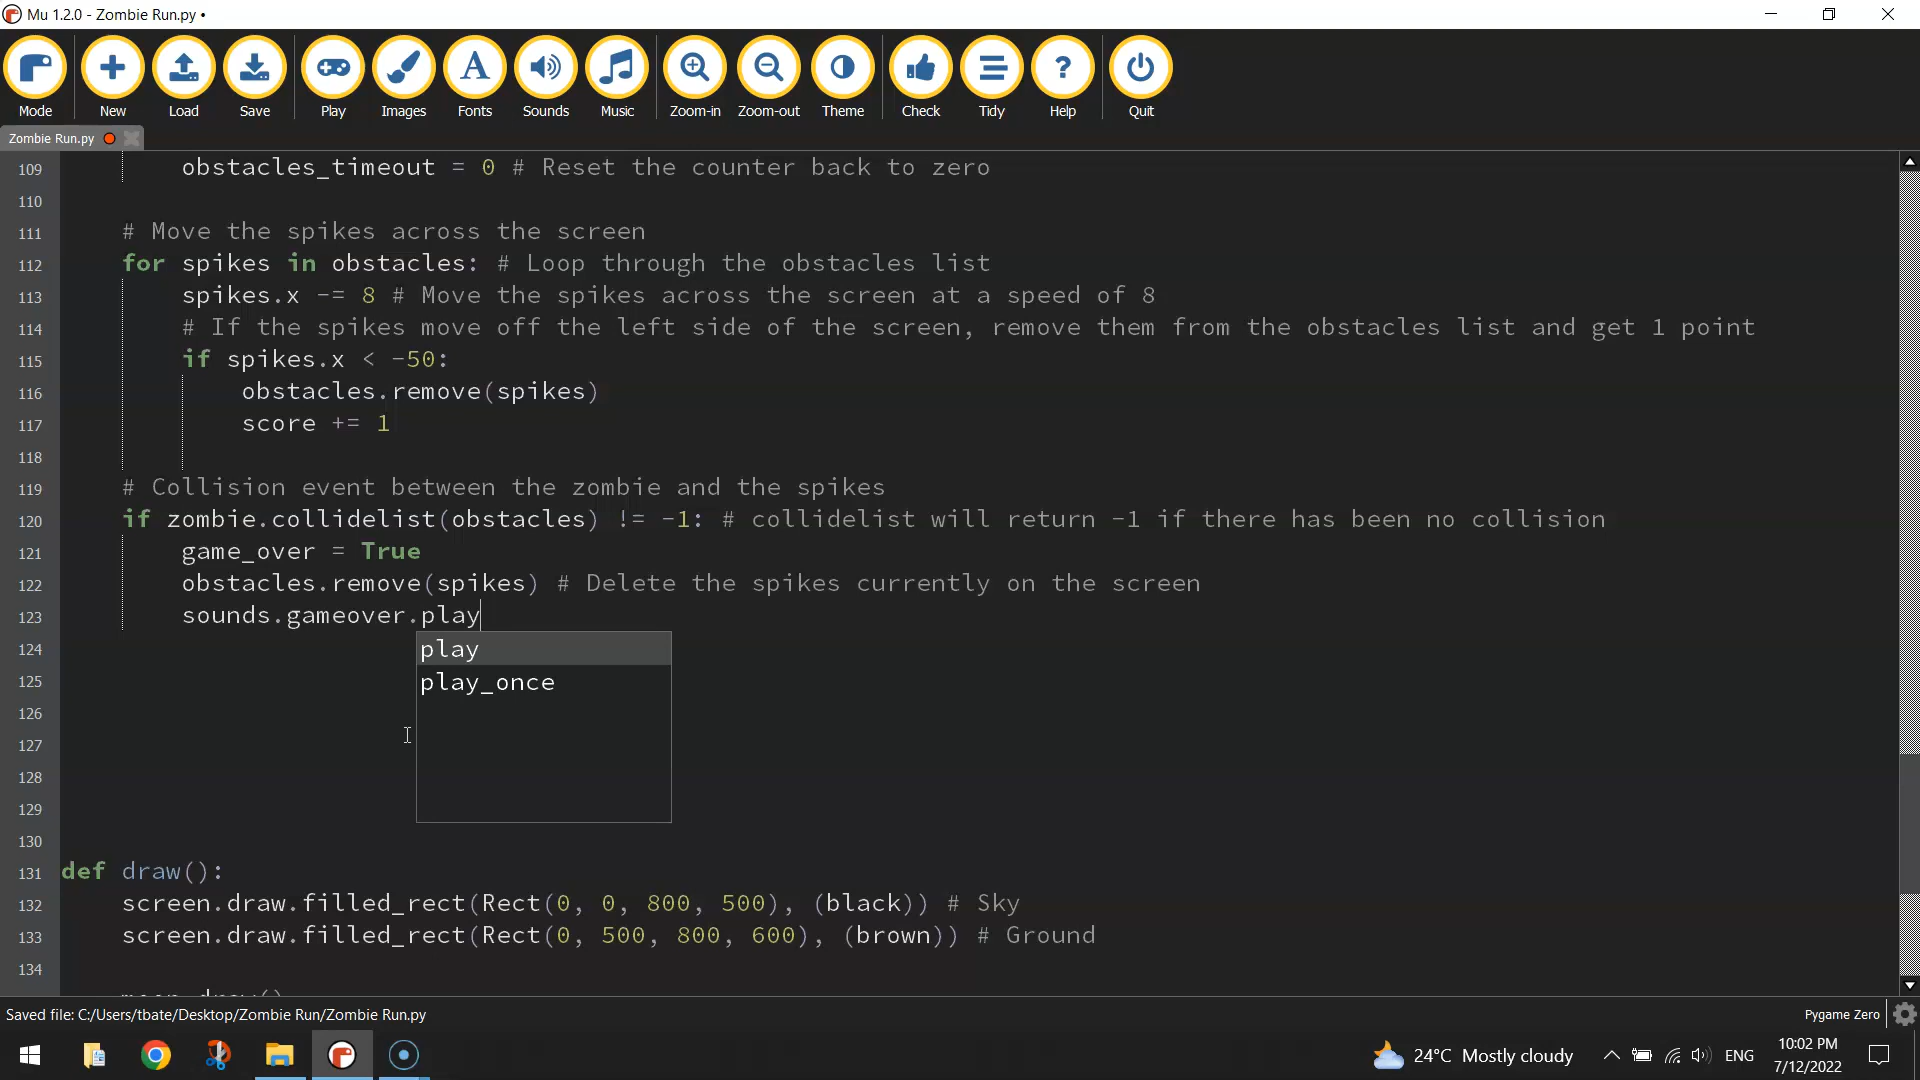 Mu 1.2.0 - Zombie Run.py •
Mode New Load Save Play Images Fonts Sounds Music Zoom-in Zoom-out Theme Check Tidy Help Quit
Zombie Run.py
109 obstacles_timeout = 0 # Reset the counter back to zero
110
111 # Move the spikes across the screen
112 for spikes in obstacles: # Loop through the obstacles list
113 spikes.x -= 8 # Move the spikes across the screen at a speed of 8
114 # If the spikes move off the left side of the screen, remove them from the obstacles list and get 1 point
115 if spikes.x < -50:
116 obstacles.remove(spikes)
117 score += 1
118
119 # Collision event between the zombie and the spikes
120 if zombie.collidelist(obstacles) != -1: # collidelist will return -1 if there has been no collision
121 game_over = True
122 obstacles.remove(spikes) # Delete the spikes currently on the screen
123 sounds.gameover.play
124 play
125 play_once
126
127
128
129
130
131 def draw():
132 screen.draw.filled_rect(Rect(0, 0, 800, 500), (black)) # Sky
133 screen.draw.filled_rect(Rect(0, 500, 800, 600), (brown)) # Ground
134
Saved file: C:/Users/tbate/Desktop/Zombie Run/Zombie Run.py
Pygame Zero
24°C Mostly cloudy
ENG
10:02 PM
7/12/2022